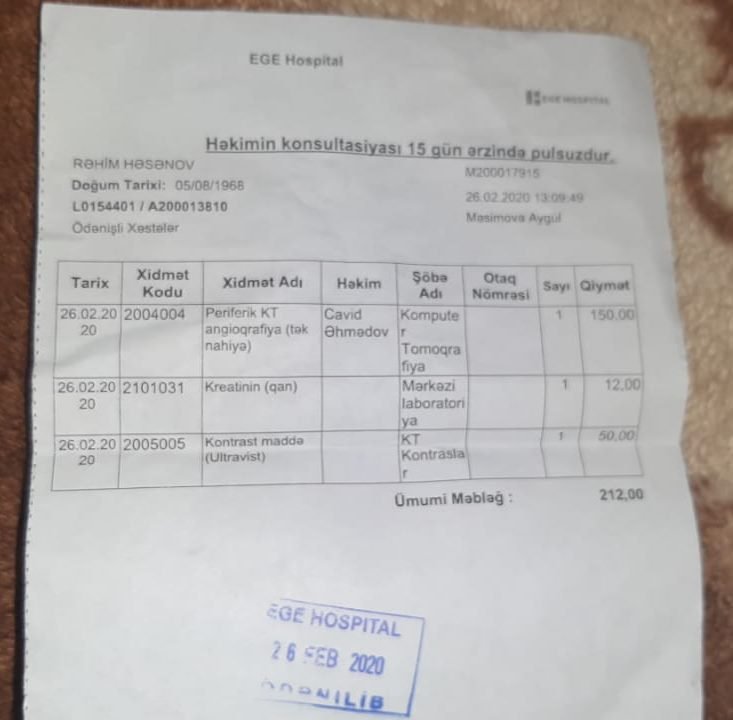 EGE Hospital
EGE HOSPITAL
Həkimin konsultasiyası 15 gün ərzində pulsuzdur.
RƏHİM HƏSƏNOV
M200017915
Doğum Tarixi: 05/08/1968
26.02.2020 13:09:49
L0154401 / A200013810
Məsimova Aygül
Ödənişli Xəstələr
Tarix Xidmət Kodu Xidmət Adı Həkim Şöbə Adı Otaq Nömrəsi Sayı Qiymət
26.02.20 2004004 Periferik KT Cavid Kompute 1 150,00
20 angioqrafiya (tək Əhmədov r
nahiyə) Tomoqra
fiya
26.02.20 2101031 Kreatinin (qan) Mərkəzi 1 12,00
20 laboratori
ya
26.02.20 2005005 Kontrast maddə KT 1 50,00
20 (Ultravist) Kontrasla
r
Ümumi Məbləğ : 212,00
EGE HOSPITAL
26 FEB 2020
ÖDƏNİLİB